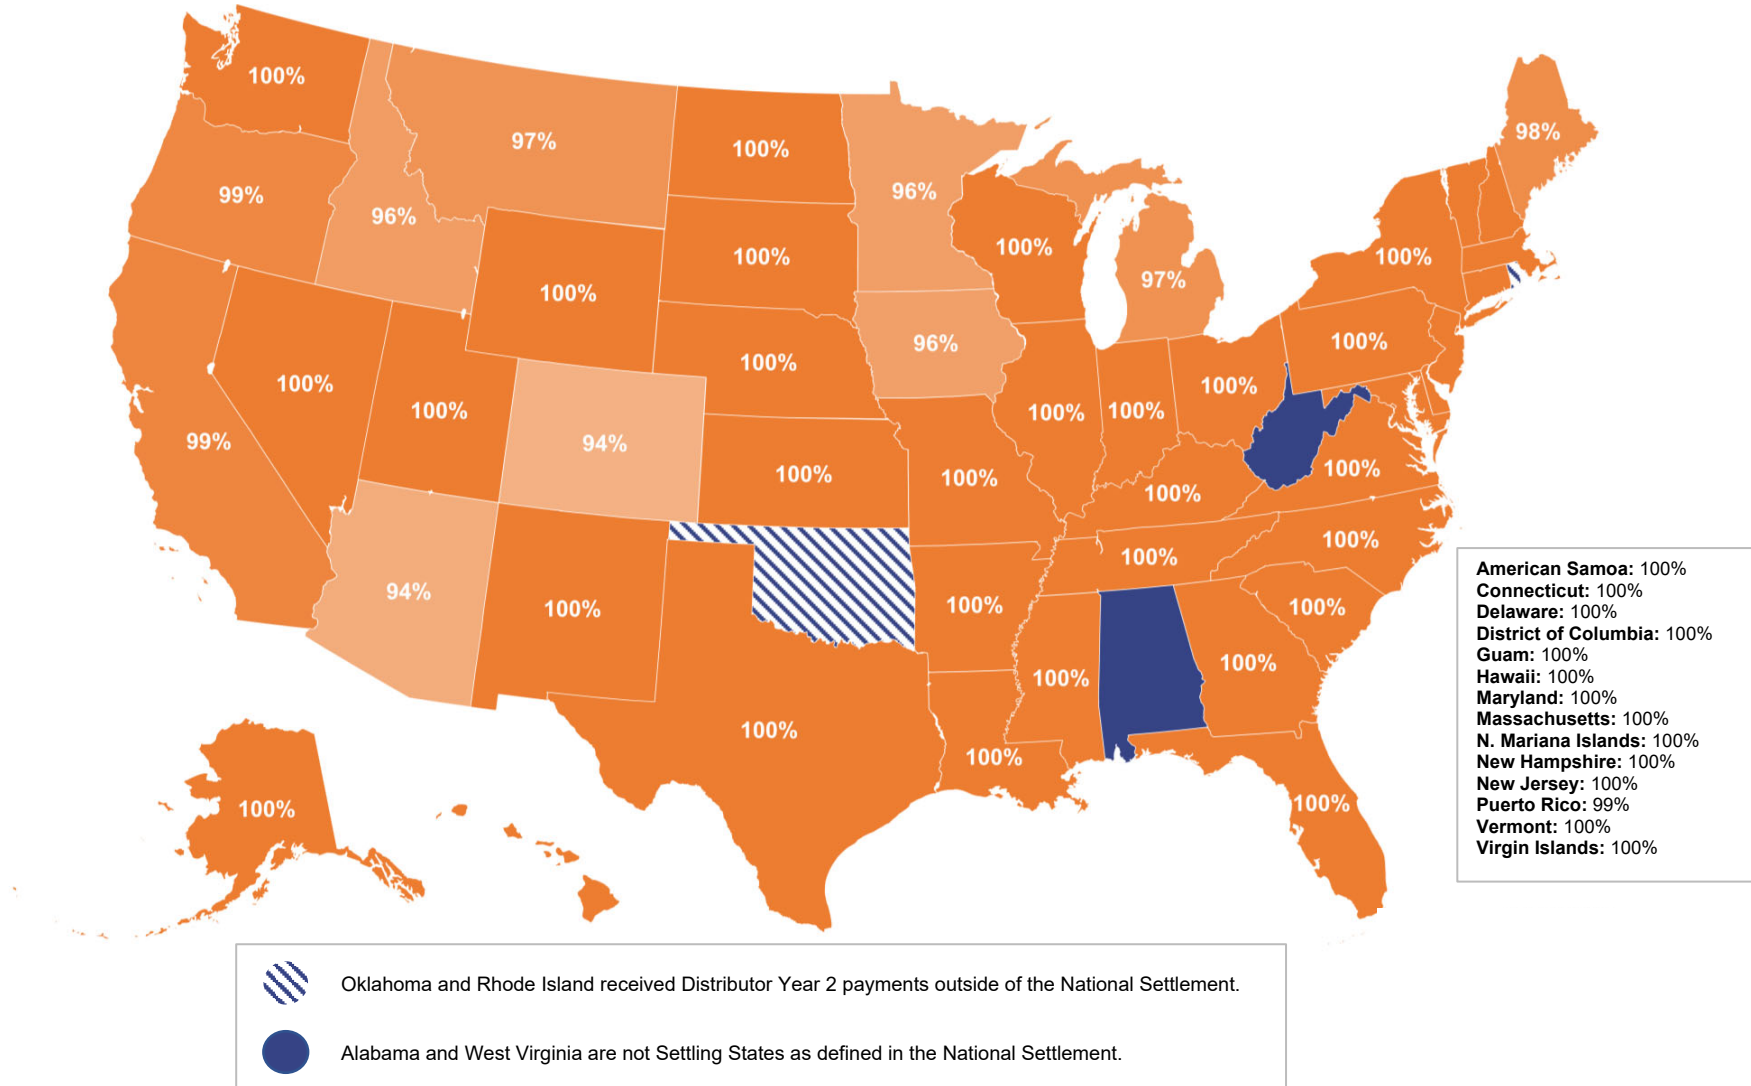 100%
98%
97%
100%
96%
99%
96%
100%
100%
100%
97%
100%
96%
100%
100%
100%
100%
100%
94%
99%
100%
100%
100%
100%
100%
100%
100%
94%
100%
100%
100%
100%
100%
100%
100%
100%
100%
100%
100%
American Samoa: 100%
Connecticut: 100%
Delaware: 100%
District of Columbia: 100%
Guam: 100%
Hawaii: 100%
Maryland: 100%
Massachusetts: 100%
N. Mariana Islands: 100%
New Hampshire: 100%
New Jersey: 100%
Puerto Rico: 99%
Vermont: 100%
Virgin Islands: 100%
Oklahoma and Rhode Island received Distributor Year 2 payments outside of the National Settlement.
Alabama and West Virginia are not Settling States as defined in the National Settlement.